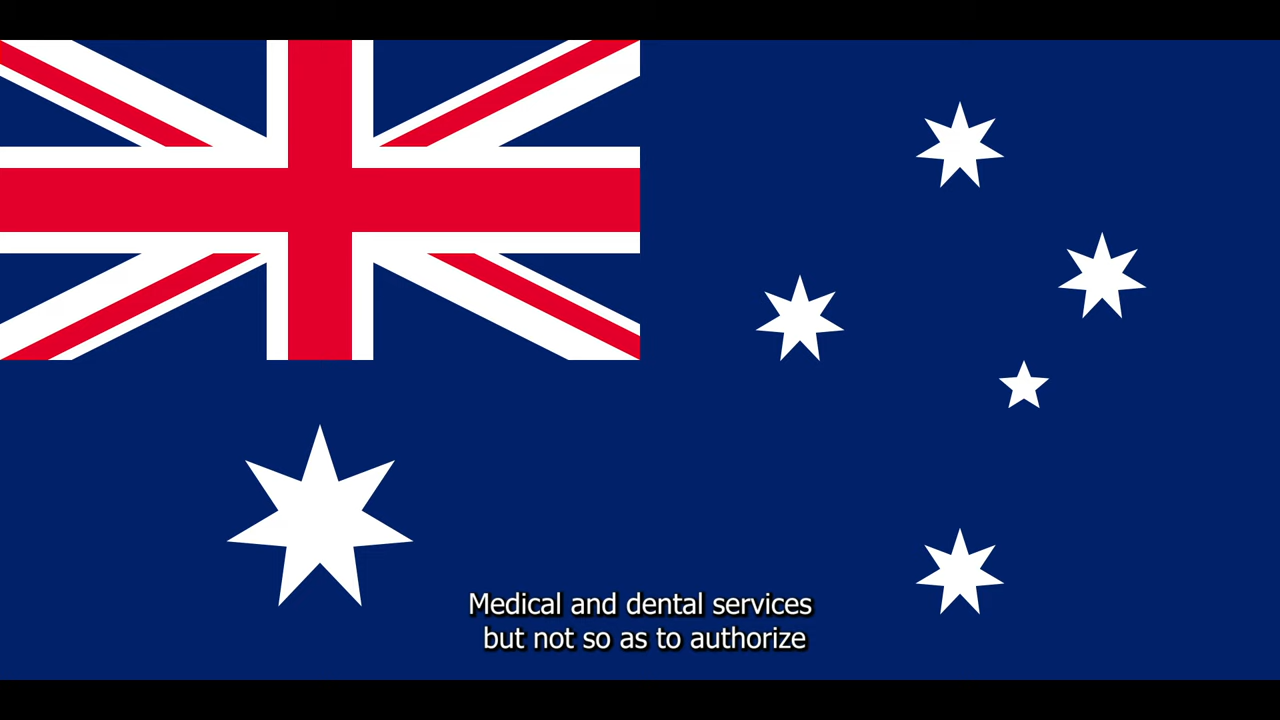 Medical and dental services
but not so as to authorize